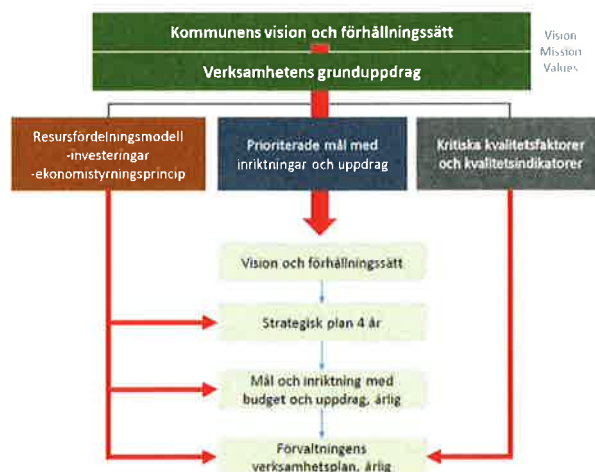 Kommunens vision och förhållningssätt
Verksamhetens grunduppdrag
Vision
Mission
Values
Resursfördelningsmodell
-investeringar
-ekonomistyrningsprincip
Prioriterade mål med
inriktningar och uppdrag
Kritiska kvalitetsfaktorer
och kvalitetsindikatorer
Vision och förhållningssätt
Strategisk plan 4 år
Mål och inriktning med
budget och uppdrag, årlig
Förvaltningens
verksamhetsplan, årlig